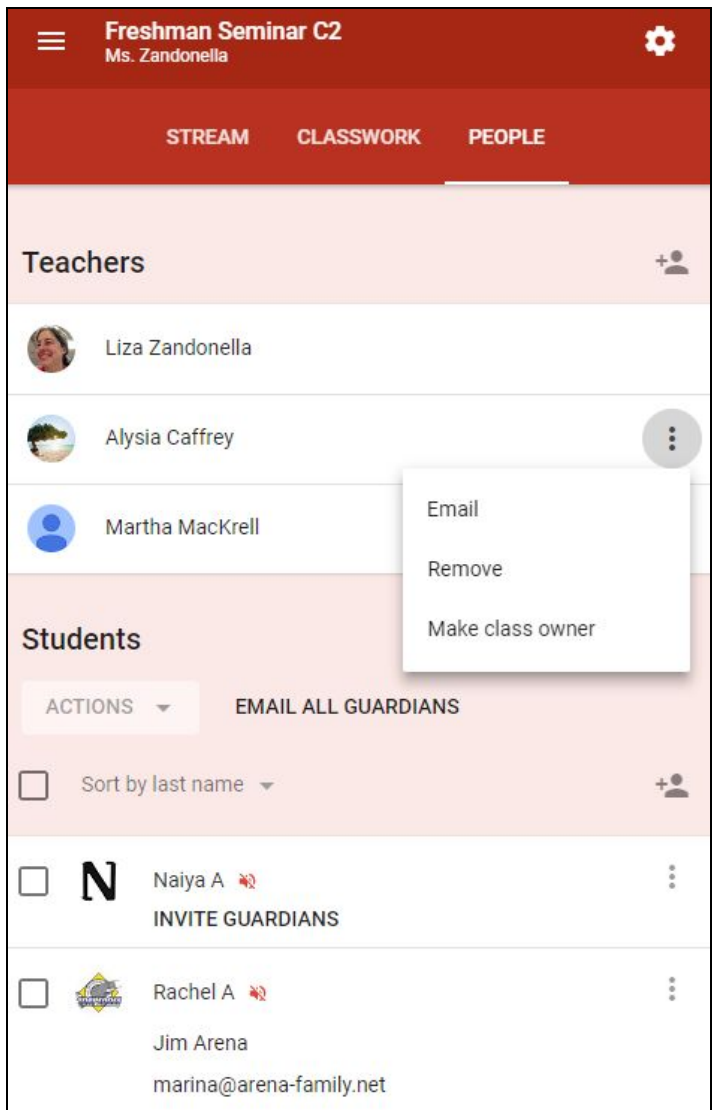 Freshman Seminar C2
Ms. Zandonella
STREAM CLASSWORK PEOPLE
Teachers
Liza Zandonella
Alysia Caffrey
Email
Martha MacKrell
Remove
Make class owner
Students
ACTIONS EMAIL ALL GUARDIANS
Sort by last name
N
Naiya A
INVITE GUARDIANS
Rachel A
Jim Arena
marina@arena-family.net